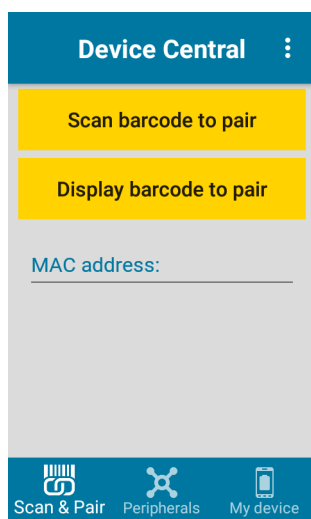 Device Central
Scan barcode to pair
Display barcode to pair
MAC address:
Scan & Pair
Peripherals
My device